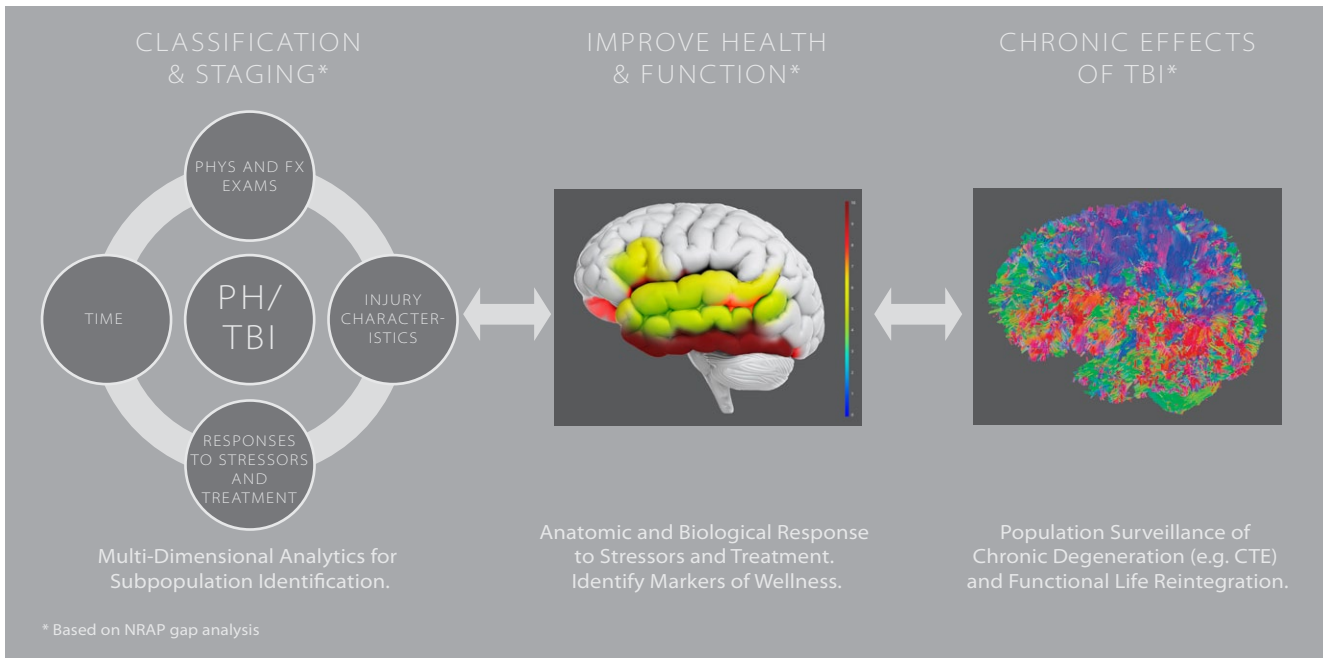 CLASSIFICATION
& STAGING*
PHYS AND FX
EXAMS
TIME
PH/
TBI
INJURY
CHARACTER-
ISTICS
RESPONSES
TO STRESSORS
AND
TREATMENT
Multi-Dimensional Analytics for
Subpopulation Identification.
IMPROVE HEALTH
& FUNCTION*
Anatomic and Biological Response
to Stressors and Treatment.
Identify Markers of Wellness.
CHRONIC EFFECTS
OF TBI*
Population Surveillance of
Chronic Degeneration (e.g. CTE)
and Functional Life Reintegration.
* Based on NRAP gap analysis